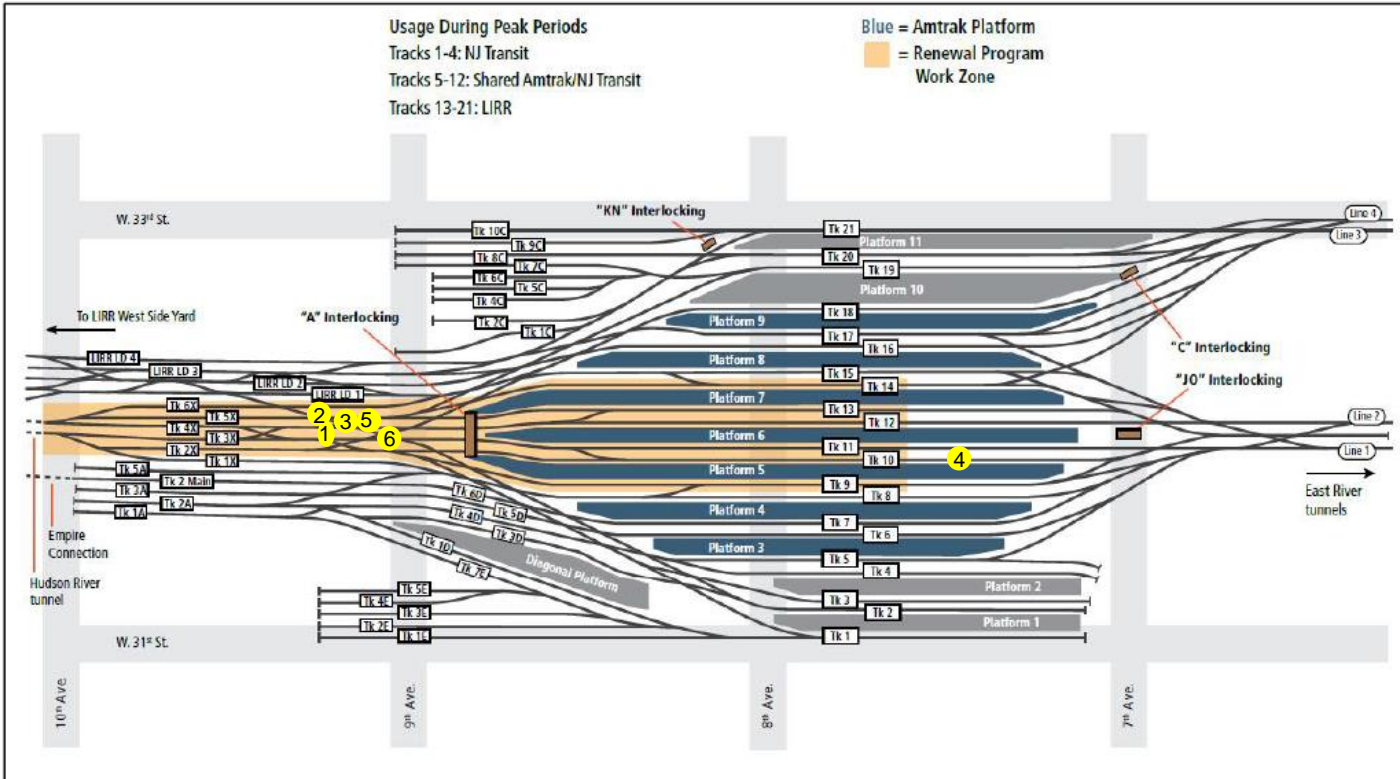 Usage During Peak Periods
Tracks 1-4: NJ Transit
Tracks 5-12: Shared Amtrak/NJ Transit
Tracks 13-21: LIRR
Blue = Amtrak Platform
= Renewal Program
Work Zone
W. 33rd St.
"KN" Interlocking
Line 4
Line 3
Tk 10C
Tk 9C
Tk 8C
Tk 7C
Tk 6C
Tk 5C
Tk 4C
Tk 2C
Tk 1C
Tk 21
Platform 11
Tk 20
Tk 19
Platform 10
Tk 18
Platform 9
Tk 17
Tk 16
Platform 8
Tk 15
Tk 14
Platform 7
Tk 13
Tk 12
Platform 6
Tk 11
Tk 10
4
Platform 5
Tk 9
Tk 8
Platform 4
Tk 7
Tk 6
Platform 3
Tk 5
Tk 4
Platform 2
Tk 3
Tk 2
Platform 1
Tk 1
"C" Interlocking
"JO" Interlocking
Line 2
Line 1
East River
tunnels
To LIRR West Side Yard
"A" Interlocking
LIRR LD 4
LIRR LD 3
LIRR LD 2
LIRR LD 1
Tk 6X
Tk 5X
Tk 4X
Tk 3X
Tk 2X
Tk 1X
2
3
5
1
6
Tk 5A
Tk 2 Main
Tk 3A
Tk 2A
Tk 1A
Tk 6D
Tk 5D
Tk 4D
Tk 3D
Tk 1D
Tk 7E
Diagonal Platform
Empire
Connection
Hudson River
tunnel
Tk 5E
Tk 4E
Tk 3E
Tk 2E
Tk 1E
W. 31st St.
10th Ave
9th Ave.
8th Ave.
7th Ave.